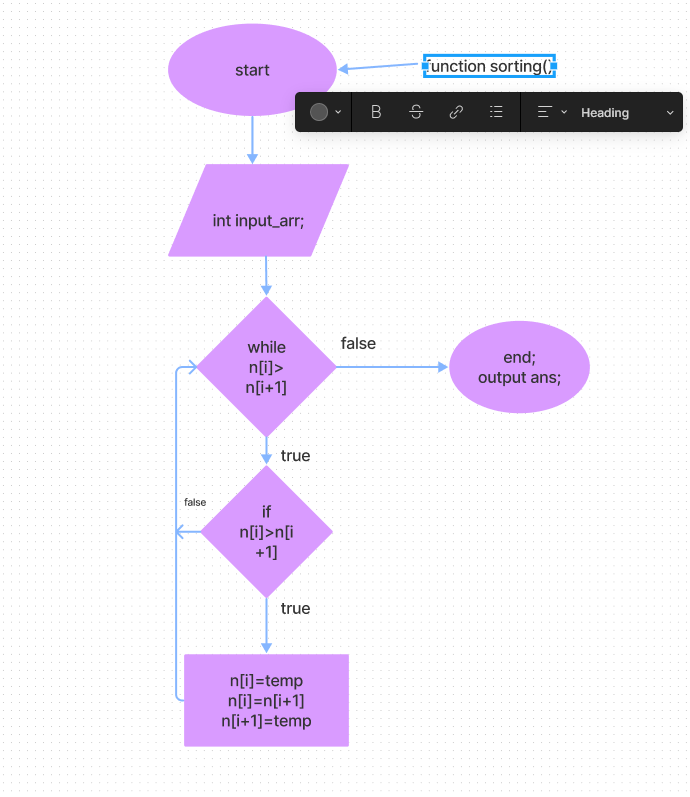 start
function sorting()
Heading
int input_arr;
while
n[i]>
n[i+1]
false
end;
output ans;
true
false
if
n[i]>n[i
+1]
true
n[i]=temp
n[i]=n[i+1]
n[i+1]=temp